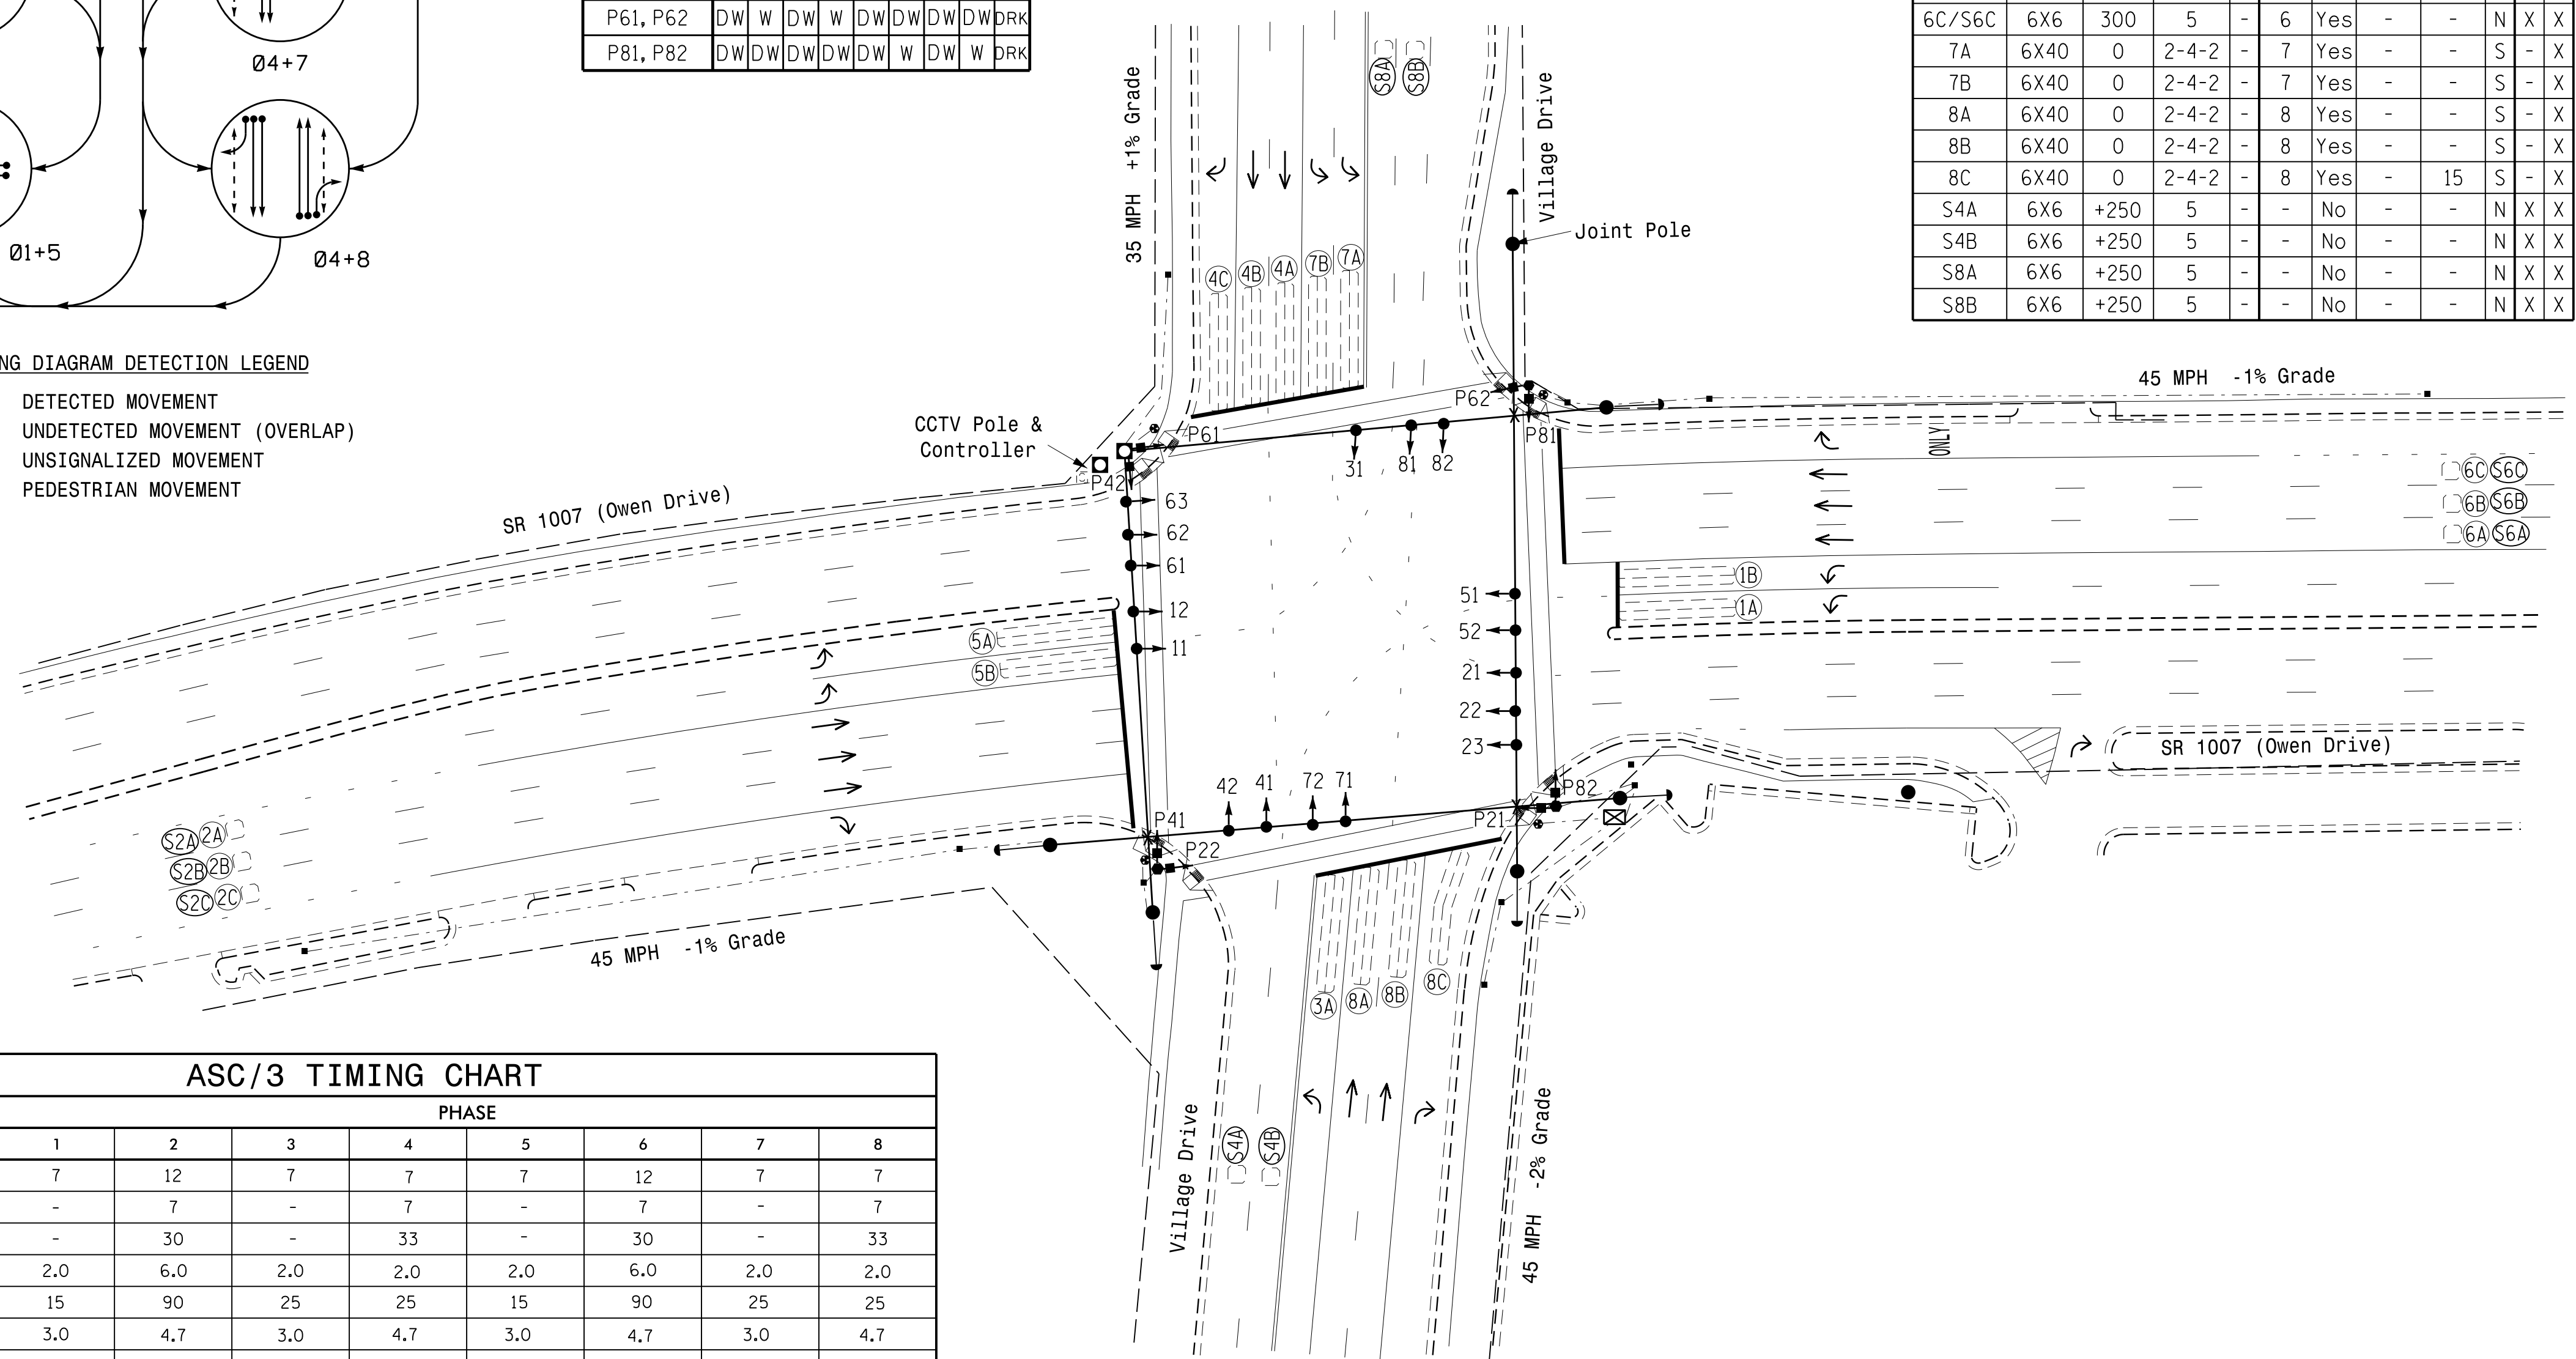 P61, P62 DW W DW W DW DW DW DW DRK
P81, P82 DW DW DW DW DW W DW W DRK
Ø4+7
Ø1+5
Ø4+8
NG DIAGRAM DETECTION LEGEND
DETECTED MOVEMENT
UNDETECTED MOVEMENT (OVERLAP)
UNSIGNALIZED MOVEMENT
PEDESTRIAN MOVEMENT
6C/S6C 6X6 300 5 - 6 Yes - - N X X
7A 6X40 0 2-4-2 - 7 Yes - - S - X
7B 6X40 0 2-4-2 - 7 Yes - - S - X
8A 6X40 0 2-4-2 - 8 Yes - - S - X
8B 6X40 0 2-4-2 - 8 Yes - - S - X
8C 6X40 0 2-4-2 - 8 Yes - 15 S - X
S4A 6X6 +250 5 - - No - - N X X
S4B 6X6 +250 5 - - No - - N X X
S8A 6X6 +250 5 - - No - - N X X
S8B 6X6 +250 5 - - No - - N X X
35 MPH +1% Grade
S8A
S8B
Village Drive
Joint Pole
4C
4B
4A
7B
7A
45 MPH -1% Grade
CCTV Pole &
Controller
P61
P62
P81
P42
ONLY
31
81
82
SR 1007 (Owen Drive)
63
62
61
12
11
6C S6C
6B S6B
6A S6A
1B
1A
5A
5B
51
52
21
22
23
SR 1007 (Owen Drive)
S2A 2A
S2B 2B
S2C 2C
42
41
72
71
P41
P22
P21
P82
45 MPH -1% Grade
3A
8A
8B
8C
S4A
S4B
Village Drive
45 MPH -2% Grade
ASC/3 TIMING CHART
PHASE
1 2 3 4 5 6 7 8
7 12 7 7 7 12 7 7
- 7 - 7 - 7 - 7
- 30 - 33 - 30 - 33
2.0 6.0 2.0 2.0 2.0 6.0 2.0 2.0
15 90 25 25 15 90 25 25
3.0 4.7 3.0 4.7 3.0 4.7 3.0 4.7